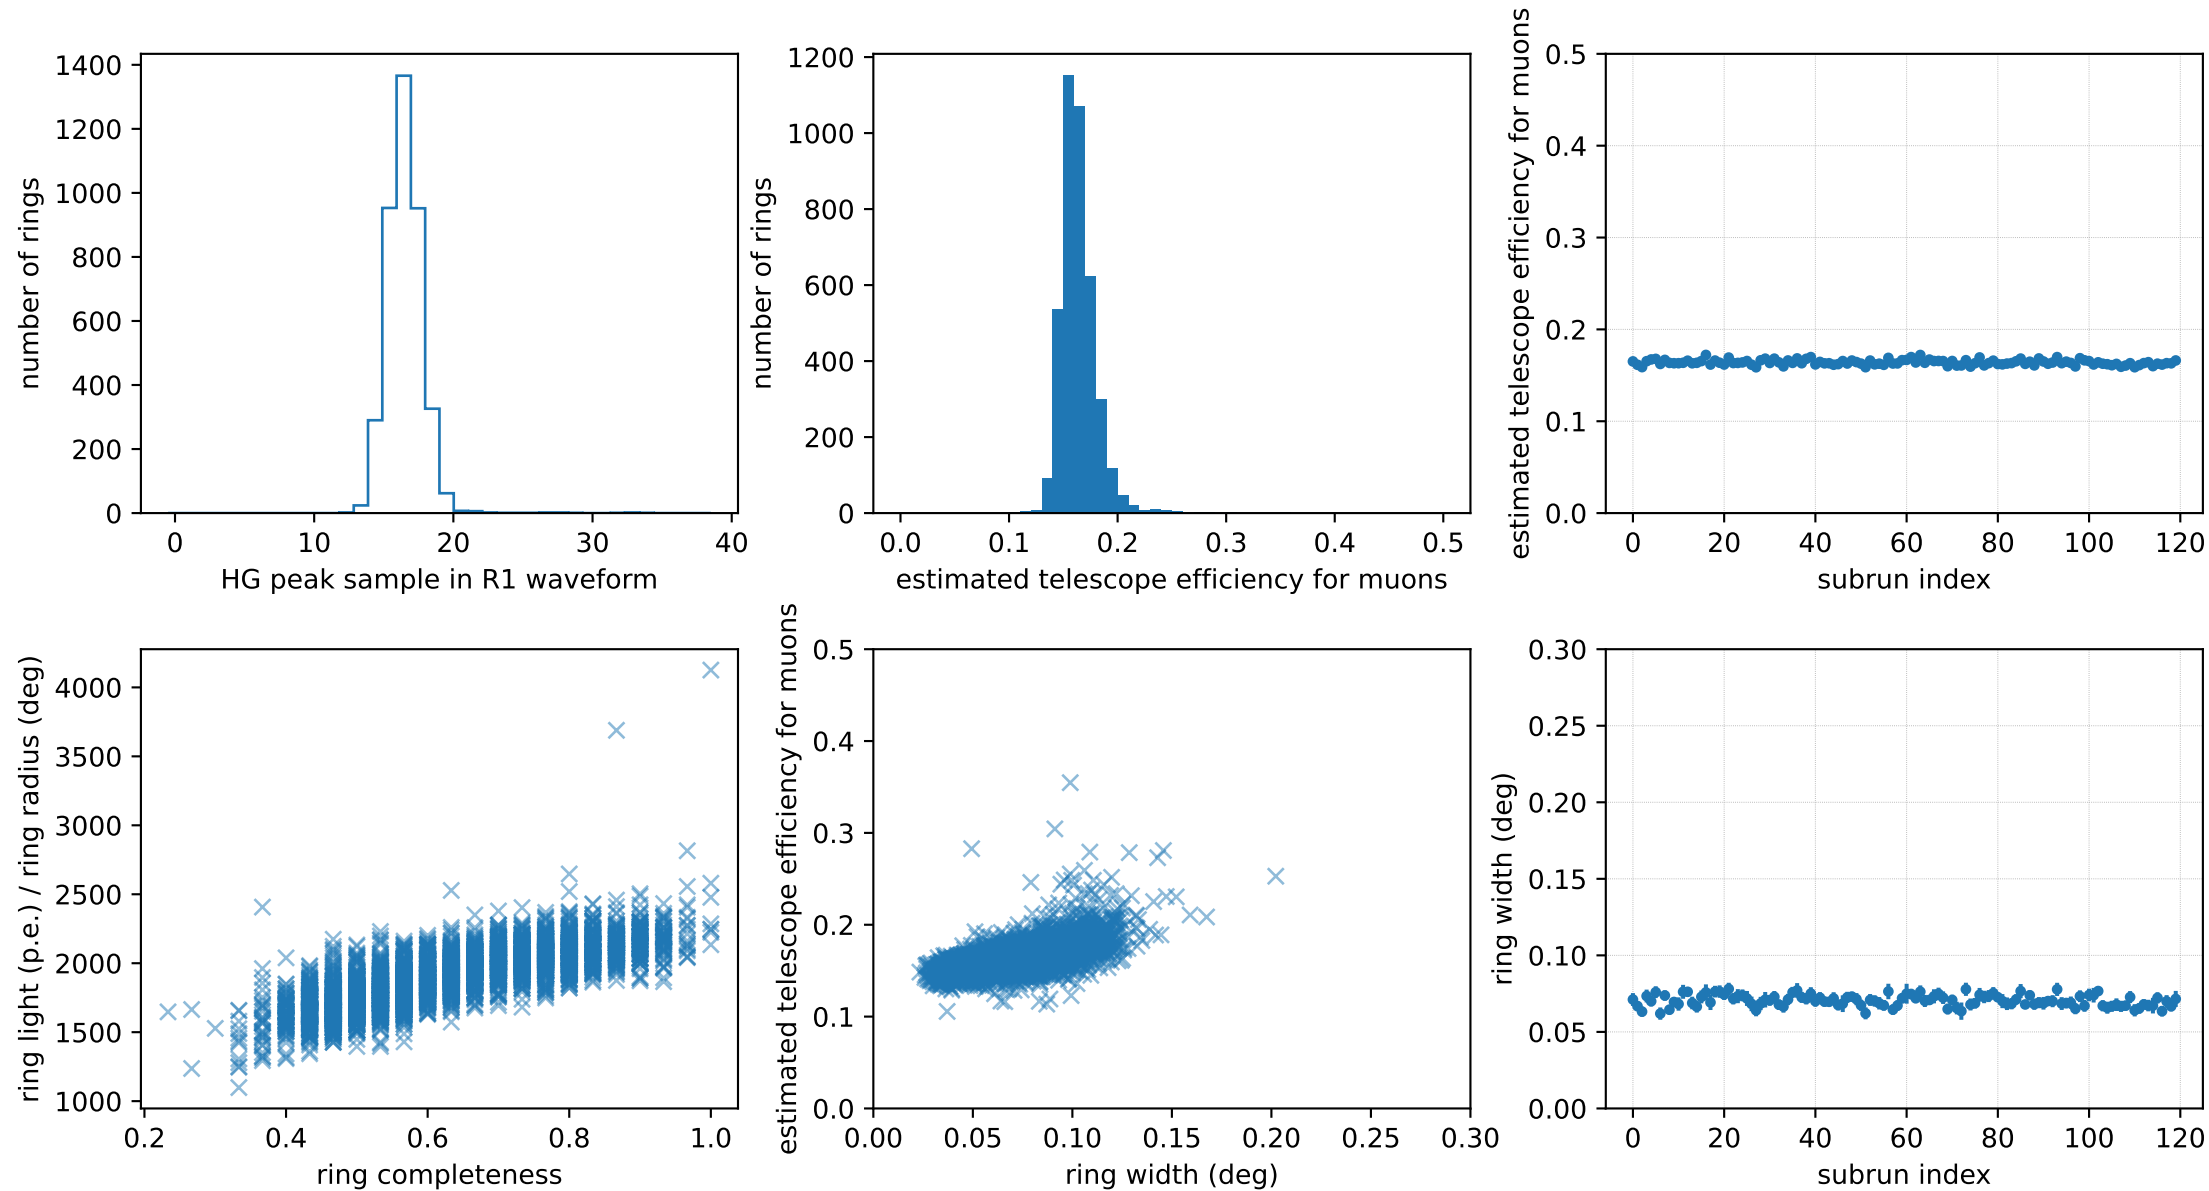 1400
1200
1000
800
600
400
200
0
number of rings
0 10 20 30 40
HG peak sample in R1 waveform
1200
1000
800
600
400
200
0
number of rings
0.0 0.1 0.2 0.3 0.4 0.5
estimated telescope efficiency for muons
0.5
0.4
0.3
0.2
0.1
0.0
estimated telescope efficiency for muons
0 20 40 60 80 100 120
subrun index
4000
3500
3000
2500
2000
1500
1000
ring light (p.e.) / ring radius (deg)
0.2 0.4 0.6 0.8 1.0
ring completeness
0.5
0.4
0.3
0.2
0.1
0.0
estimated telescope efficiency for muons
0.00 0.05 0.10 0.15 0.20 0.25 0.30
ring width (deg)
0.30
0.25
0.20
0.15
0.10
0.05
0.00
ring width (deg)
0 20 40 60 80 100 120
subrun index